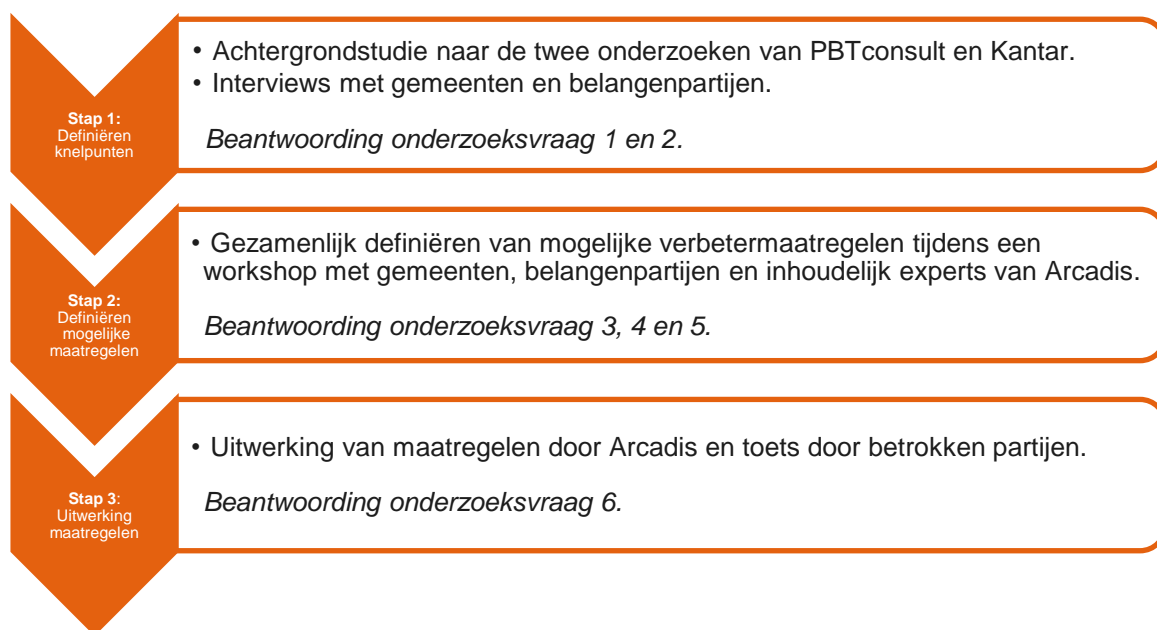 Stap 1:
Definiëren
knelpunten
• Achtergrondstudie naar de twee onderzoeken van PBTconsult en Kantar.
• Interviews met gemeenten en belangenpartijen.
Beantwoording onderzoeksvraag 1 en 2.
Stap 2:
Definiëren
mogelijke
maatregelen
• Gezamenlijk definiëren van mogelijke verbetermaatregelen tijdens een
workshop met gemeenten, belangenpartijen en inhoudelijk experts van Arcadis.
Beantwoording onderzoeksvraag 3, 4 en 5.
Stap 3:
Uitwerking
maatregelen
• Uitwerking van maatregelen door Arcadis en toets door betrokken partijen.
Beantwoording onderzoeksvraag 6.